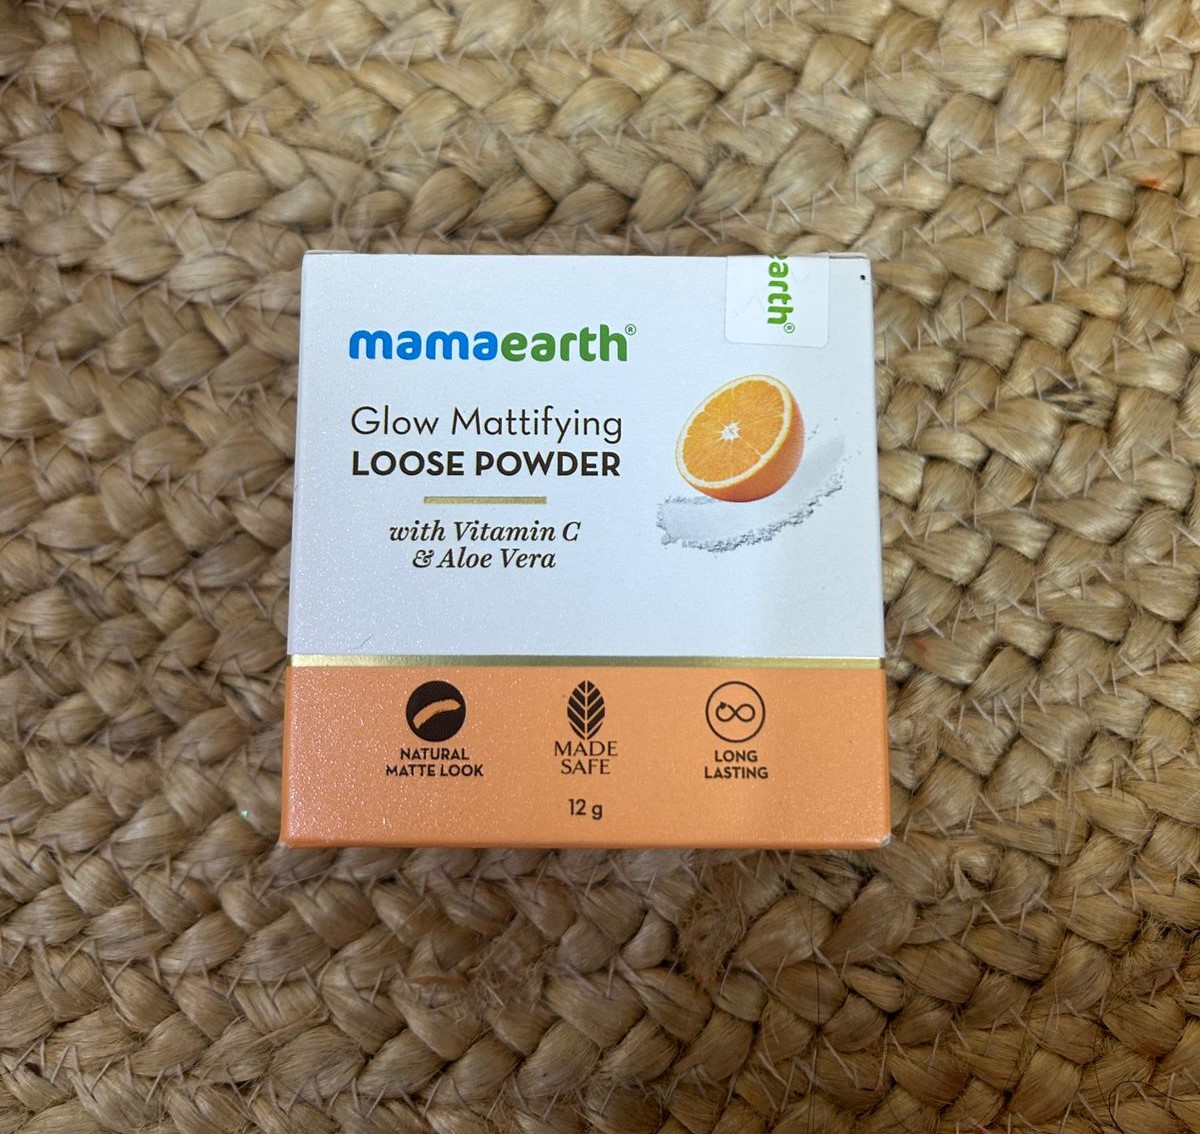 mamaearth®
earth®
Glow Mattifying
LOOSE POWDER
with Vitamin C
& Aloe Vera
NATURAL
MATTE LOOK
MADE
SAFE
LONG
LASTING
12 g